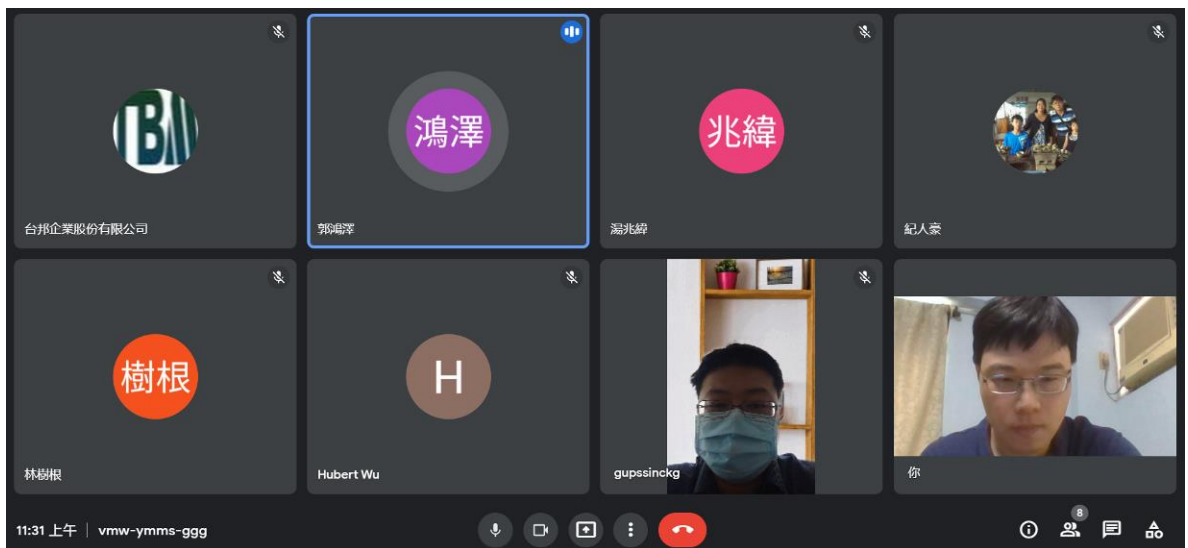 TBM
鴻澤
兆緯
台邦企業股份有限公司
郭鴻澤
湯兆緯
紀人豪
樹根
H
林樹根
Hubert Wu
gupssinckg
你
11:31 上午 | vmw-ymms-ggg
8